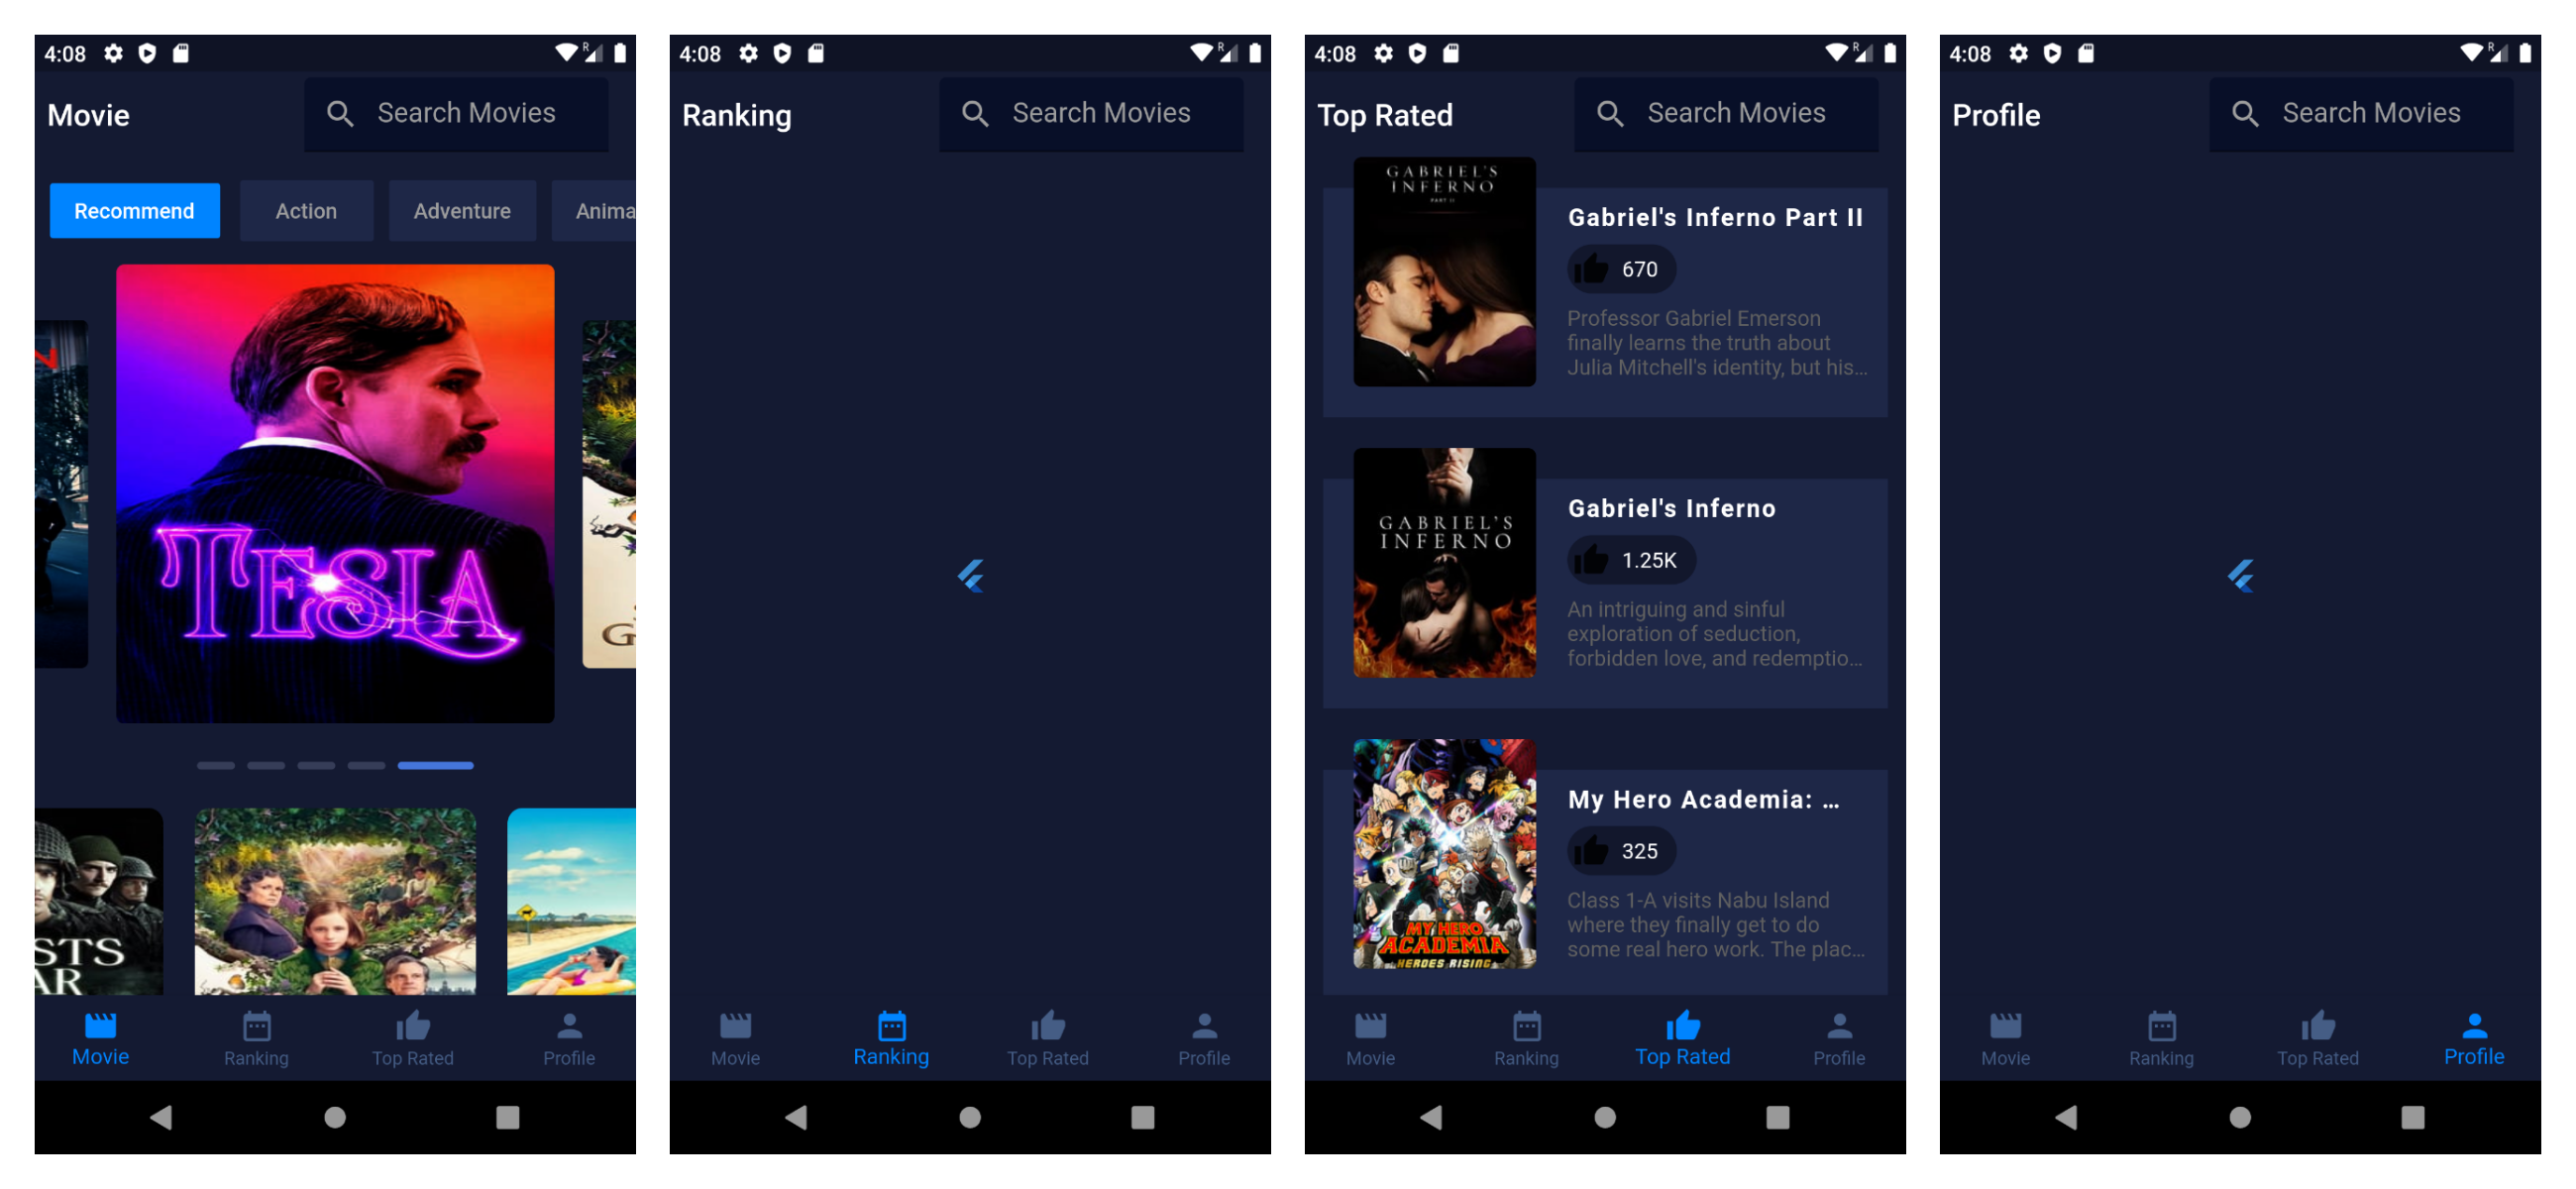 4:08
R
Movie
Search Movies
Recommend
Action
Adventure
Anima
TESLA
G
STS
AR
Movie
Ranking
Top Rated
Profile
4:08
R
Ranking
Search Movies
Movie
Ranking
Top Rated
Profile
4:08
R
Top Rated
Search Movies
GABRIEL'S
INFERNO
PART II
Gabriel's Inferno Part II
670
Professor Gabriel Emerson
finally learns the truth about
Julia Mitchell's identity, but his...
GABRIEL'S
INFERNO
Gabriel's Inferno
1.25K
An intriguing and sinful
exploration of seduction,
forbidden love, and redemptio...
MY HERO
ACADEMIA
HEROES RISING
My Hero Academia: ...
325
Class 1-A visits Nabu Island
where they finally get to do
some real hero work. The plac...
Movie
Ranking
Top Rated
Profile
4:08
R
Profile
Search Movies
Movie
Ranking
Top Rated
Profile